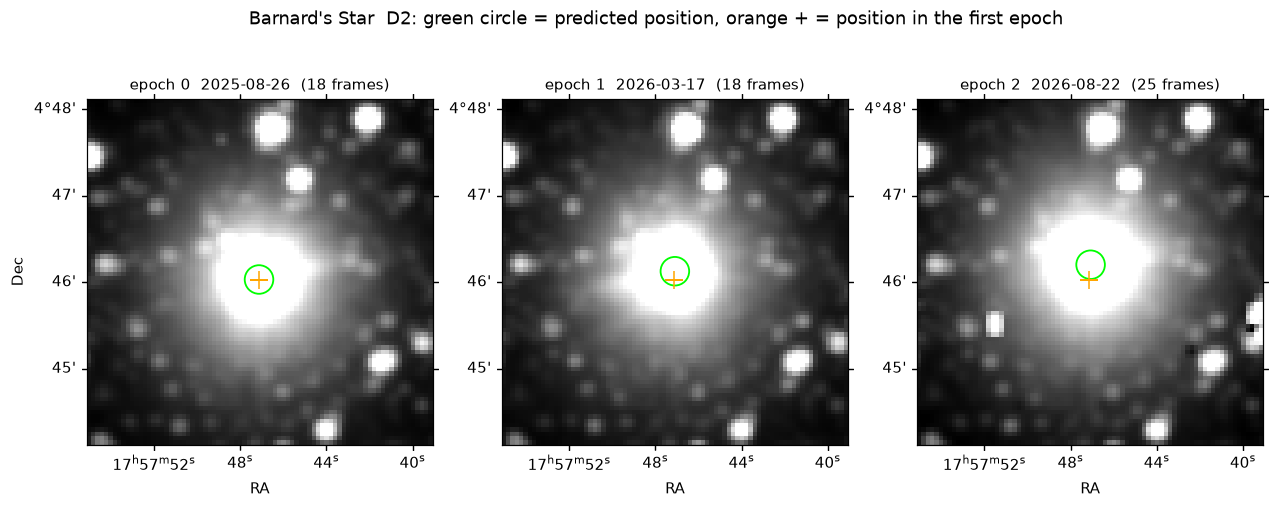 Barnard's Star  D2: green circle = predicted position, orange + = position in the first epoch
epoch 0  2025-08-26  (18 frames)
epoch 1  2026-03-17  (18 frames)
epoch 2  2026-08-22  (25 frames)
4°48'
47'
46'
45'
Dec
17h57m52s
48s
44s
40s
RA
4°48'
47'
46'
45'
17h57m52s
48s
44s
40s
RA
4°48'
47'
46'
45'
17h57m52s
48s
44s
40s
RA